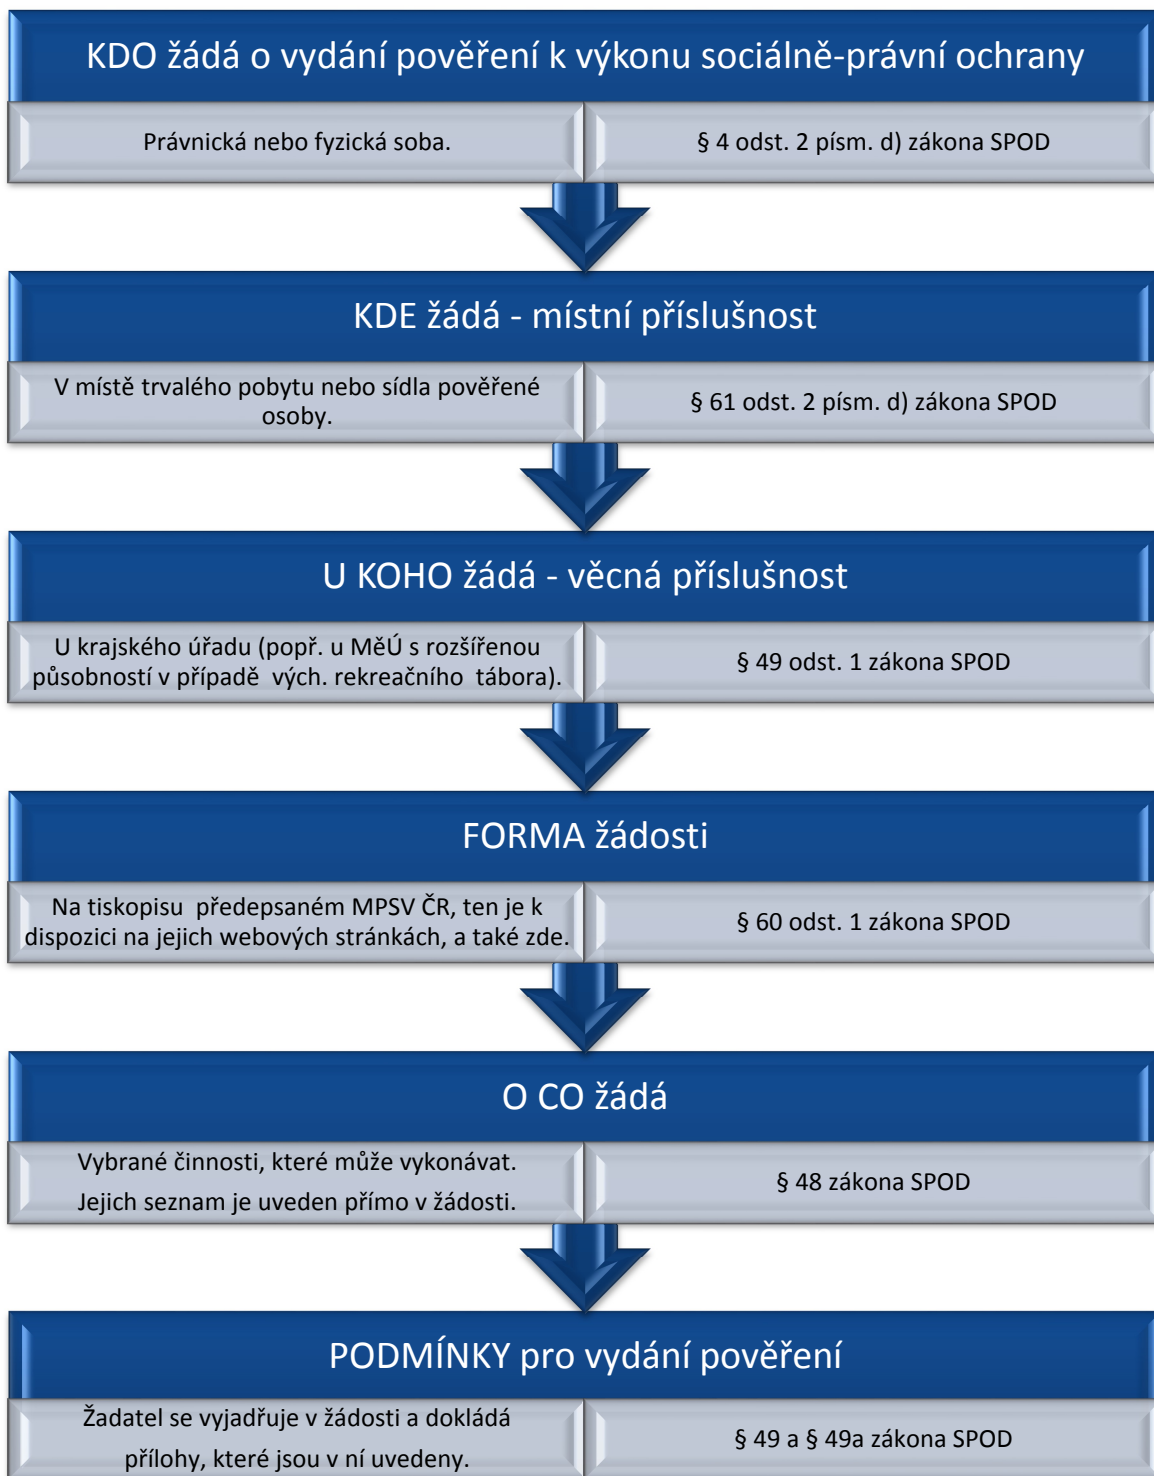 KDO žádá o vydání pověření k výkonu sociálně-právní ochrany
Právnická nebo fyzická soba.
§ 4 odst. 2 písm. d) zákona SPOD
KDE žádá - místní příslušnost
V místě trvalého pobytu nebo sídla pověřené
osoby.
§ 61 odst. 2 písm. d) zákona SPOD
U KOHO žádá - věcná příslušnost
U krajského úřadu (popř. u MěÚ s rozšířenou
působností v případě vých. rekreačního tábora).
§ 49 odst. 1 zákona SPOD
FORMA žádosti
Na tiskopisu předepsaném MPSV ČR, ten je k
dispozici na jejich webových stránkách, a také zde.
§ 60 odst. 1 zákona SPOD
O CO žádá
Vybrané činnosti, které může vykonávat.
Jejich seznam je uveden přímo v žádosti.
§ 48 zákona SPOD
PODMÍNKY pro vydání pověření
Žadatel se vyjadřuje v žádosti a dokládá
přílohy, které jsou v ní uvedeny.
§ 49 a § 49a zákona SPOD